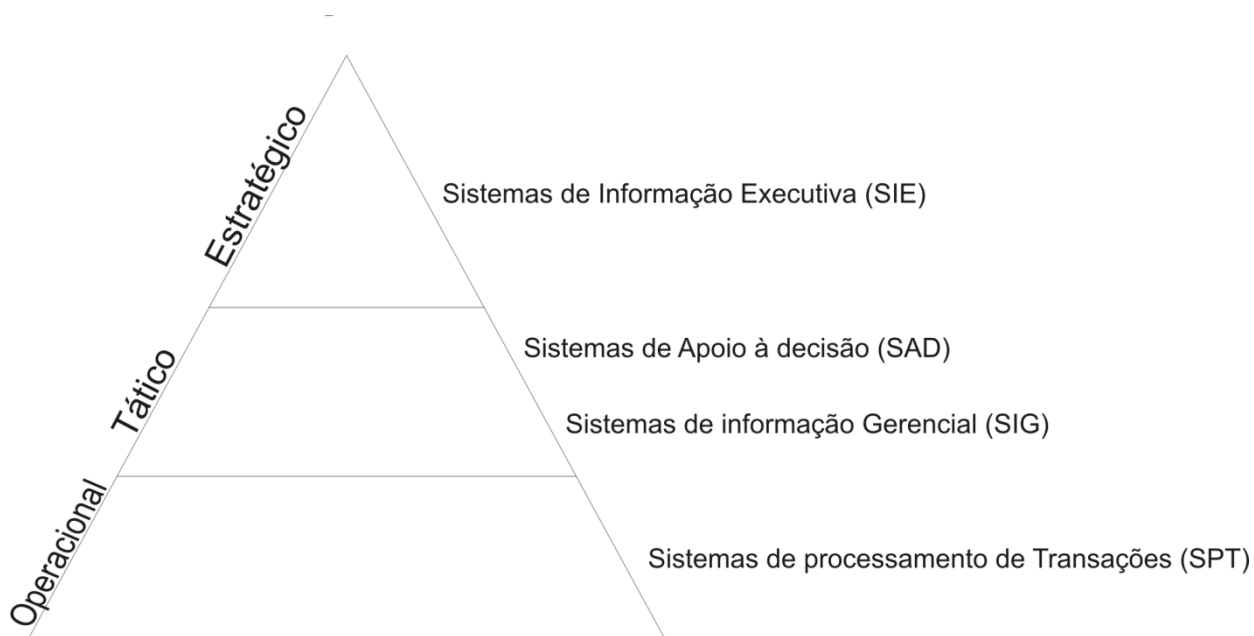 Estratégico
Sistemas de Informação Executiva (SIE)
Tático
Sistemas de Apoio à decisão (SAD)
Sistemas de informação Gerencial (SIG)
Operacional
Sistemas de processamento de Transações (SPT)